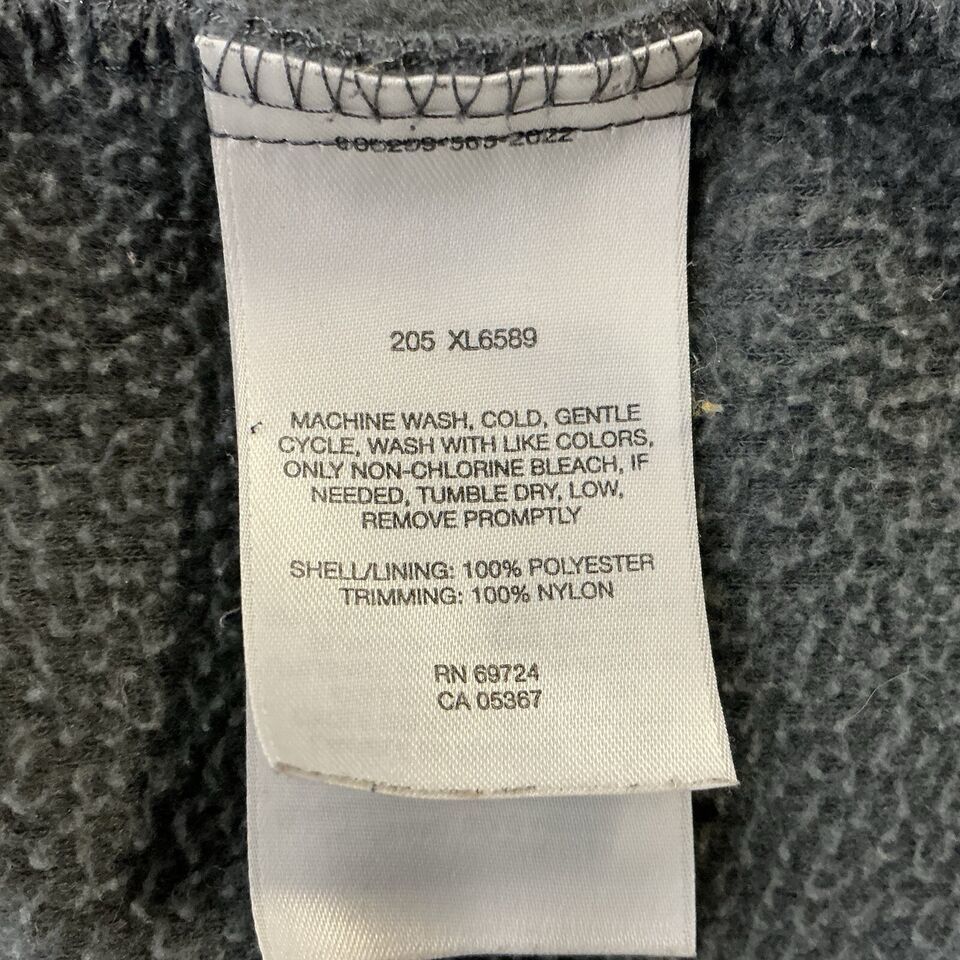 205 XL6589
MACHINE WASH, COLD, GENTLE
CYCLE, WASH WITH LIKE COLORS,
ONLY NON-CHLORINE BLEACH, IF
NEEDED, TUMBLE DRY, LOW,
REMOVE PROMPTLY
SHELL/LINING: 100% POLYESTER
TRIMMING: 100% NYLON
RN 69724
CA 05367